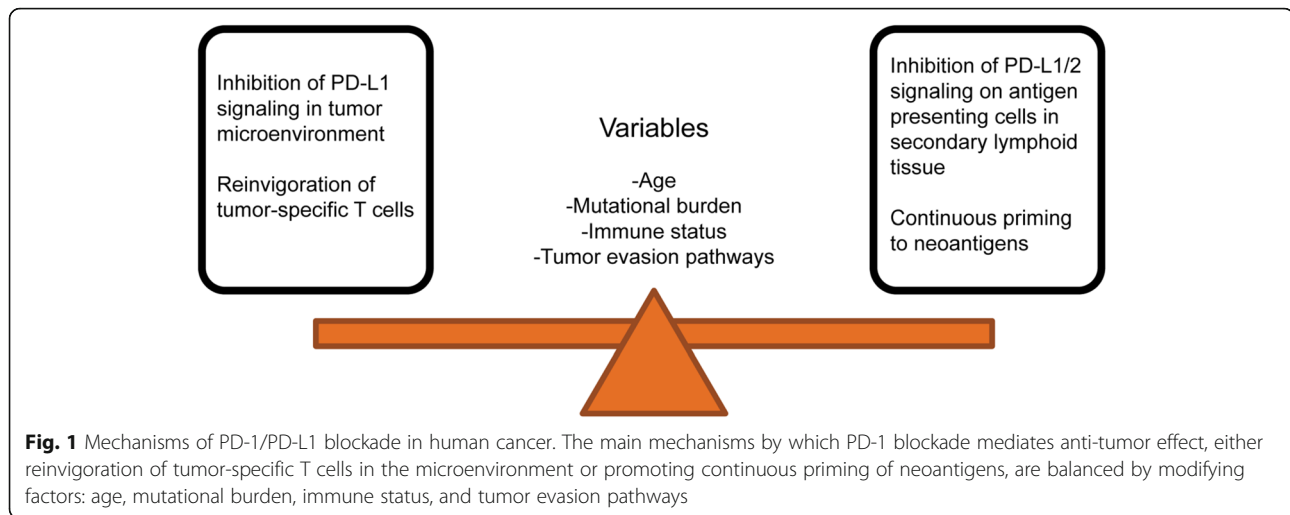 Inhibition of PD-L1
signaling in tumor
microenvironment
Reinvigoration of
tumor-specific T cells
Variables
-Age
-Mutational burden
-Immune status
-Tumor evasion pathways
Inhibition of PD-L1/2
signaling on antigen
presenting cells in
secondary lymphoid
tissue
Continuous priming
to neoantigens
Fig. 1 Mechanisms of PD-1/PD-L1 blockade in human cancer. The main mechanisms by which PD-1 blockade mediates anti-tumor effect, either
reinvigoration of tumor-specific T cells in the microenvironment or promoting continuous priming of neoantigens, are balanced by modifying
factors: age, mutational burden, immune status, and tumor evasion pathways